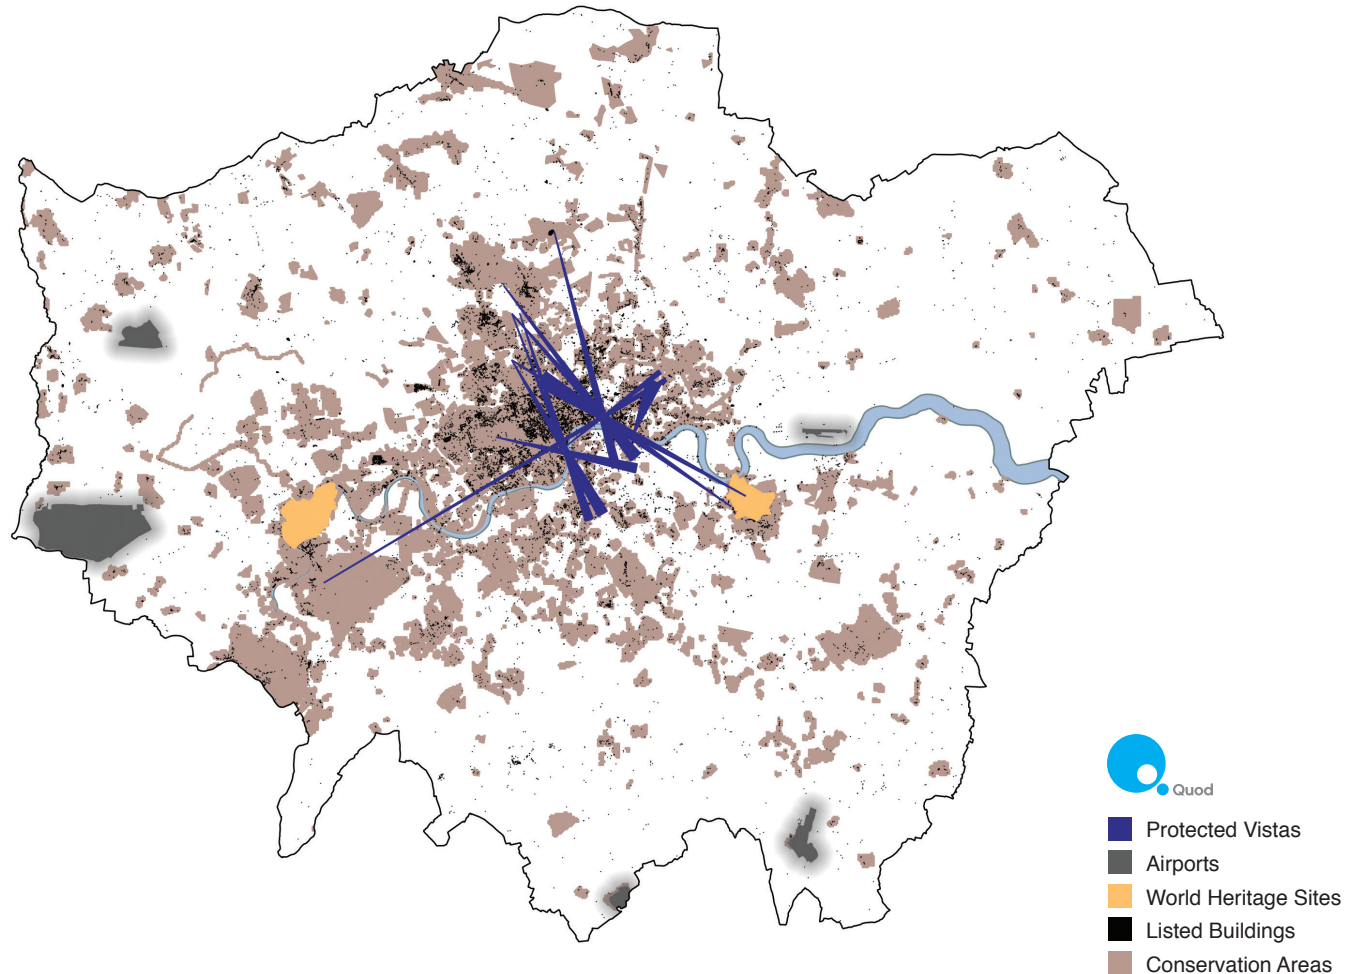 Quod
Protected Vistas
Airports
World Heritage Sites
Listed Buildings
Conservation Areas